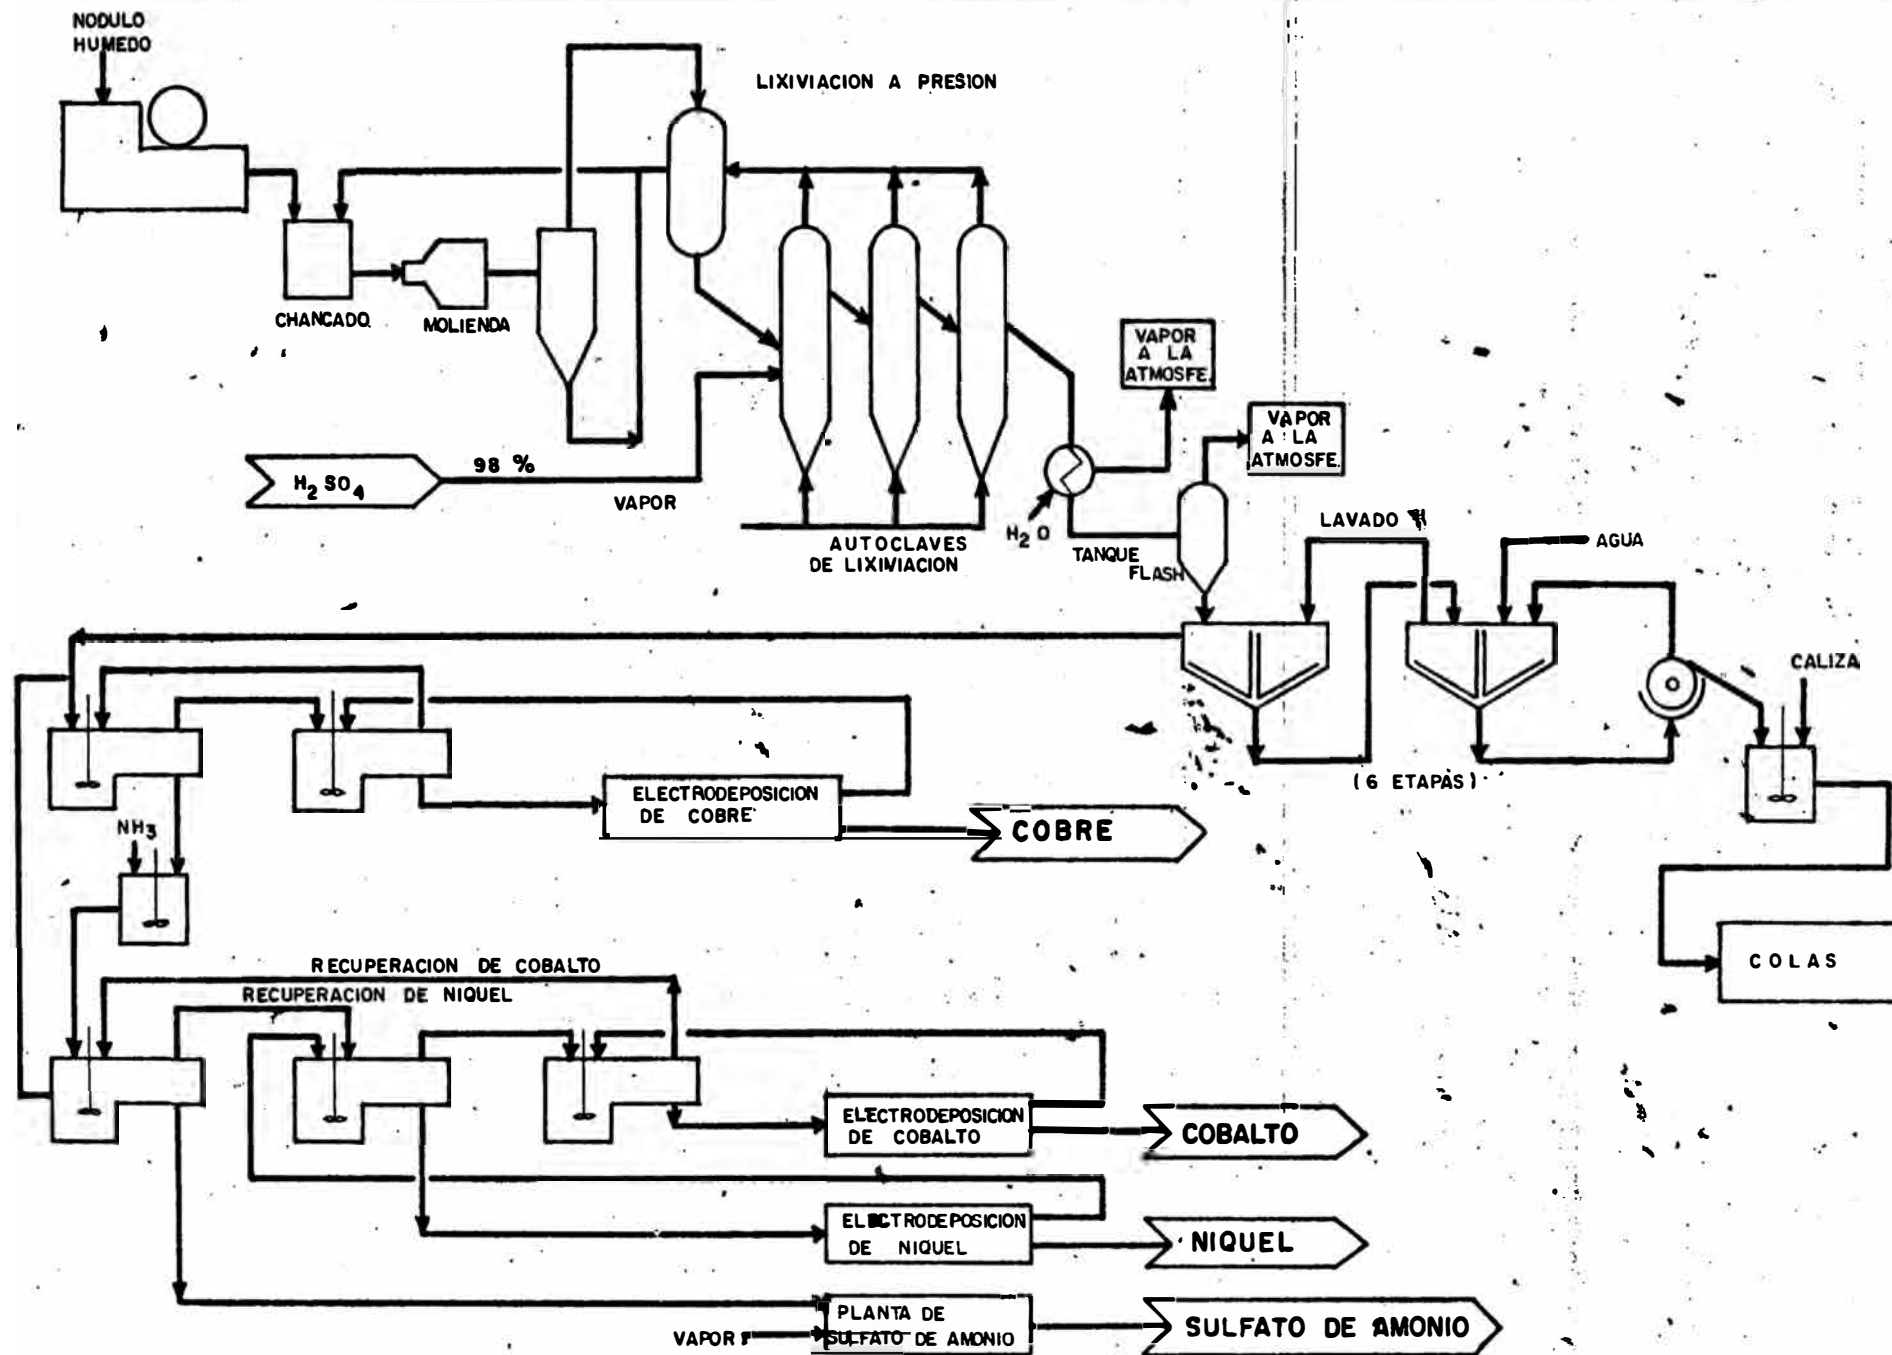 NODULO
HUMEDO
LIXIVIACION A PRESION
CHANCADO.
MOLIENDA
VAPOR
A LA
ATMOSFE.
VAPOR
A LA
ATMOSFE.
H2SO4
98 %
VAPOR
AUTOCLAVES
DE LIXIVIACION
H2O
TANQUE
FLASH
LAVADO
AGUA
CALIZA
(6 ETAPAS)
ELECTRODEPOSICION
DE COBRE
COBRE
NH3
COLAS
RECUPERACION DE COBALTO
RECUPERACION DE NIQUEL
ELECTRODEPOSICION
DE COBALTO
COBALTO
ELECTRODEPOSICION
DE NIQUEL
NIQUEL
PLANTA DE
SULFATO DE AMONIO
VAPOR
SULFATO DE AMONIO